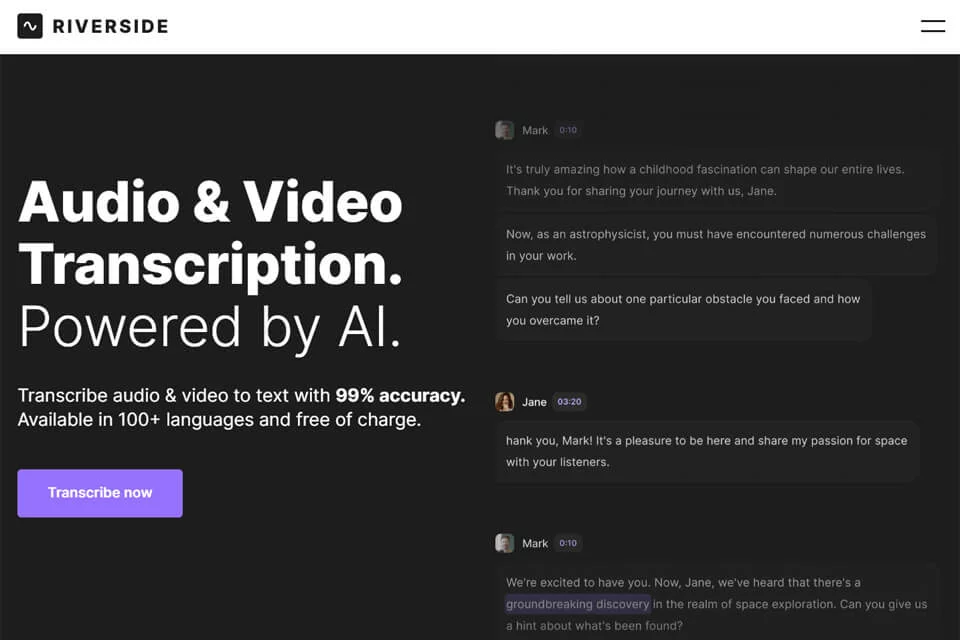 RIVERSIDE
Audio & Video
Transcription.
Powered by AI.
Transcribe audio & video to text with 99% accuracy.
Available in 100+ languages and free of charge.
Transcribe now
Mark 0:10
It's truly amazing how a childhood fascination can shape our entire lives.
Thank you for sharing your journey with us, Jane.
Now, as an astrophysicist, you must have encountered numerous challenges
in your work.
Can you tell us about one particular obstacle you faced and how
you overcame it?
Jane 03:20
hank you, Mark! It's a pleasure to be here and share my passion for space
with your listeners.
Mark 0:10
We're excited to have you. Now, Jane, we've heard that there's a
groundbreaking discovery in the realm of space exploration. Can you give us
a hint about what's been found?